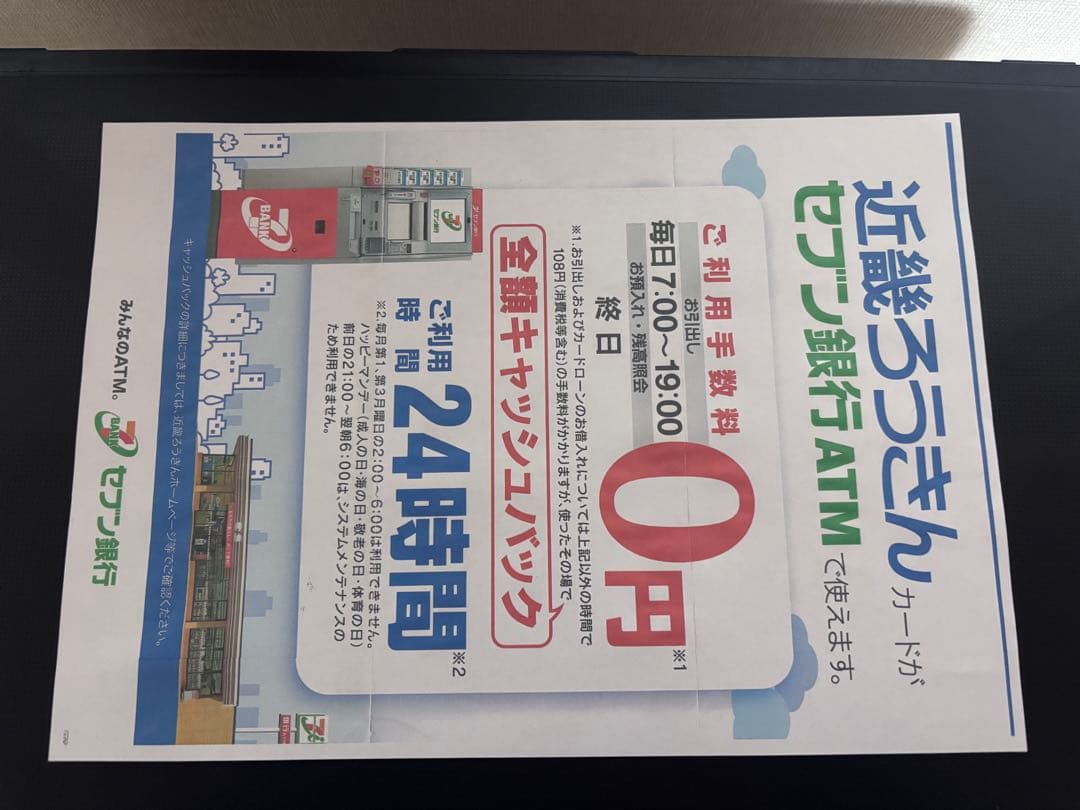 近畿ろうきんカードが
セブン銀行ATMで使えます。
ご利用手数料
お引出し
毎日7:00～19:00
お預入れ・残高照会
終日
0円※1
※1.お引出しおよびカードローンのお借入れについては上記以外の時間で
108円(消費税等含む)の手数料がかかりますが、使ったその場で
全額キャッシュバック
ご利用時間
24時間※2
※2.毎月第1、第3月曜日の2:00～6:00は利用できません。
ハッピーマンデー(成人の日・海の日・敬老の日・体育の日)
前日の21:00～翌朝6:00は、システムメンテナンスの
ため利用できません。
7
BANK
セブン銀行
キャッシュバックの詳細につきましては、近畿ろうきんホームページ等でご確認ください。
みんなのATM。
7
BANK
セブン銀行